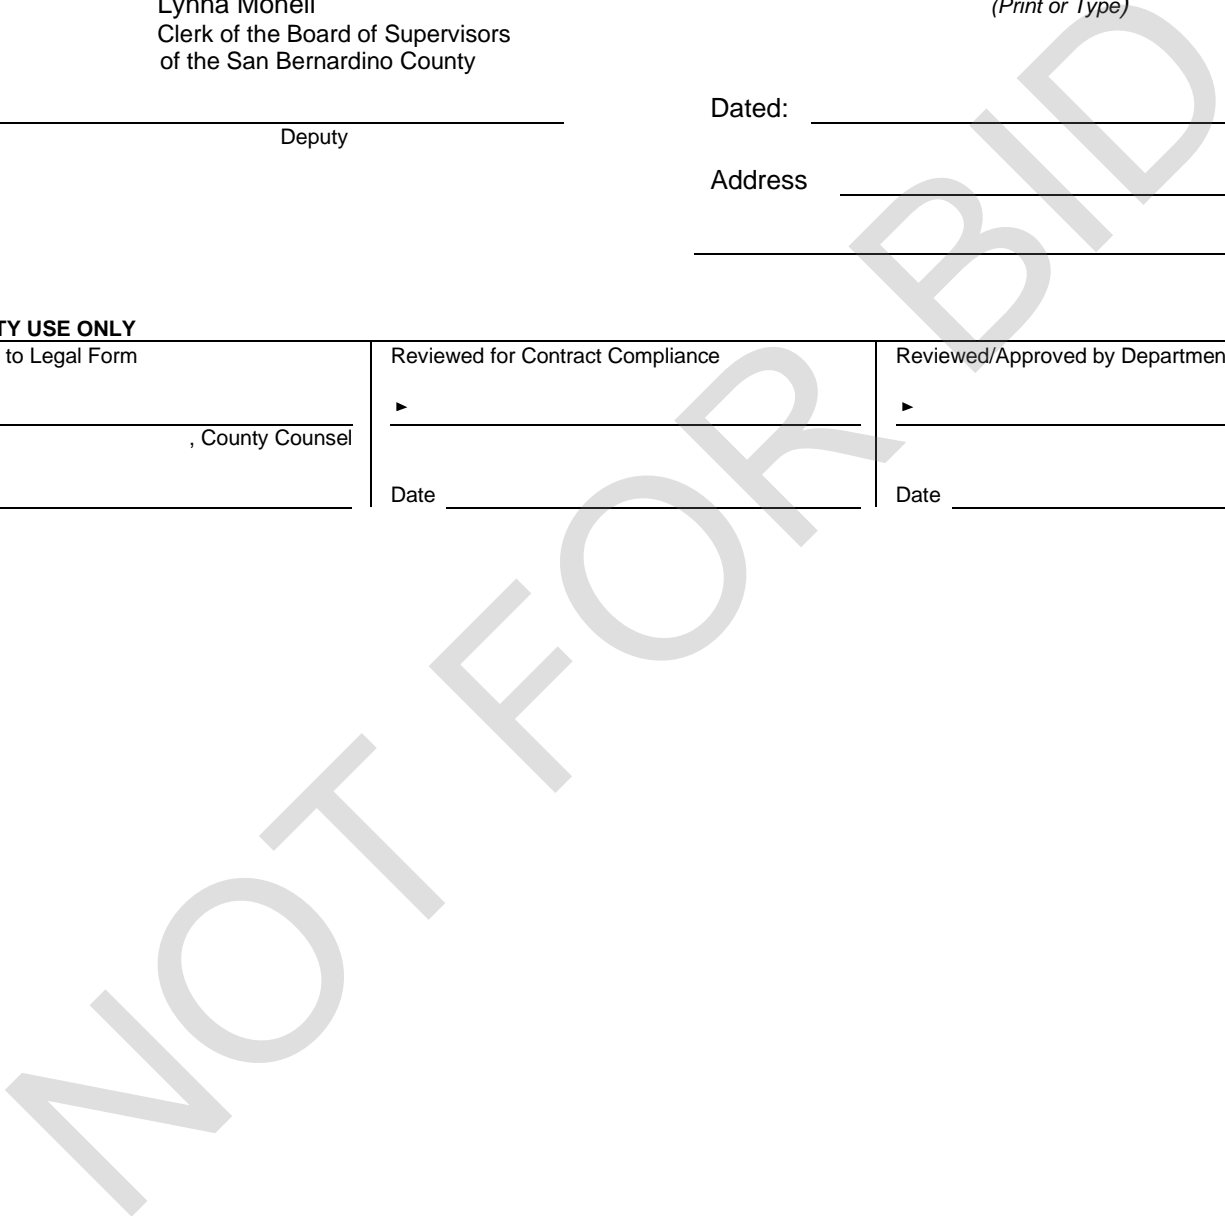 Lynna Monell
(Print or Type)
Clerk of the Board of Supervisors
of the San Bernardino County
Dated:
Deputy
Address
TY USE ONLY
to Legal Form
Reviewed for Contract Compliance
Reviewed/Approved by Departmen
►
►
, County Counsel
Date
Date
NOT FOR BID